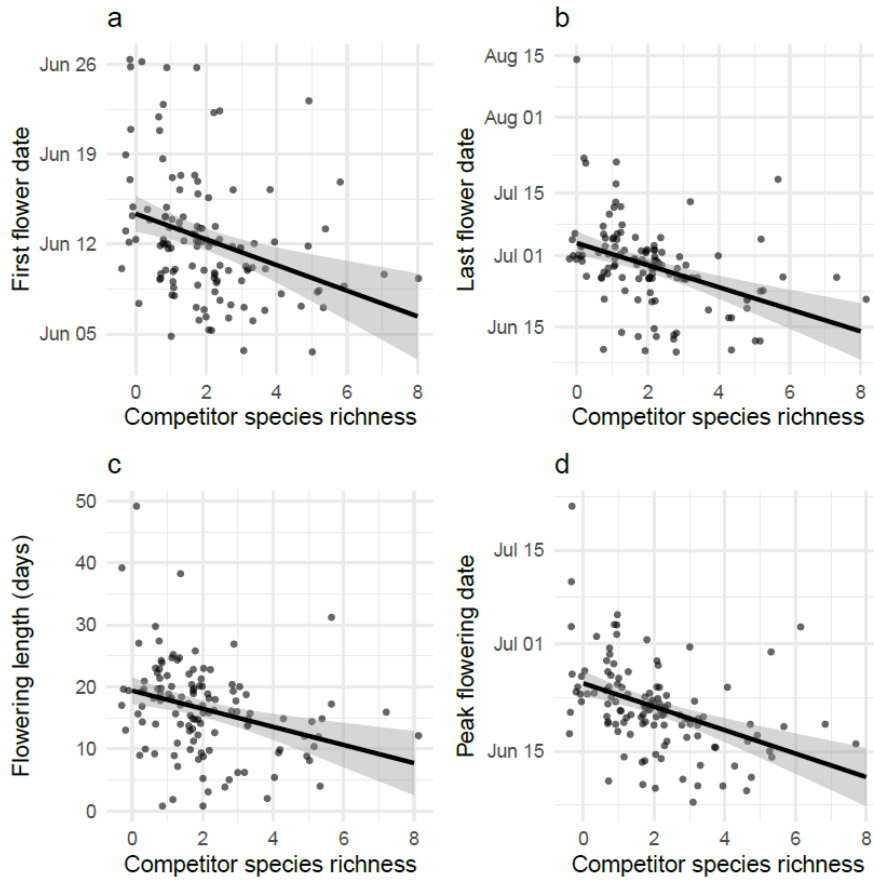 a
First flower date
Jun 26
Jun 19
Jun 12
Jun 05
0 2 4 6 8
Competitor species richness
b
Last flower date
Aug 15
Aug 01
Jul 15
Jul 01
Jun 15
0 2 4 6 8
Competitor species richness
c
Flowering length (days)
50
40
30
20
10
0
0 2 4 6 8
Competitor species richness
d
Peak flowering date
Jul 15
Jul 01
Jun 15
0 2 4 6 8
Competitor species richness